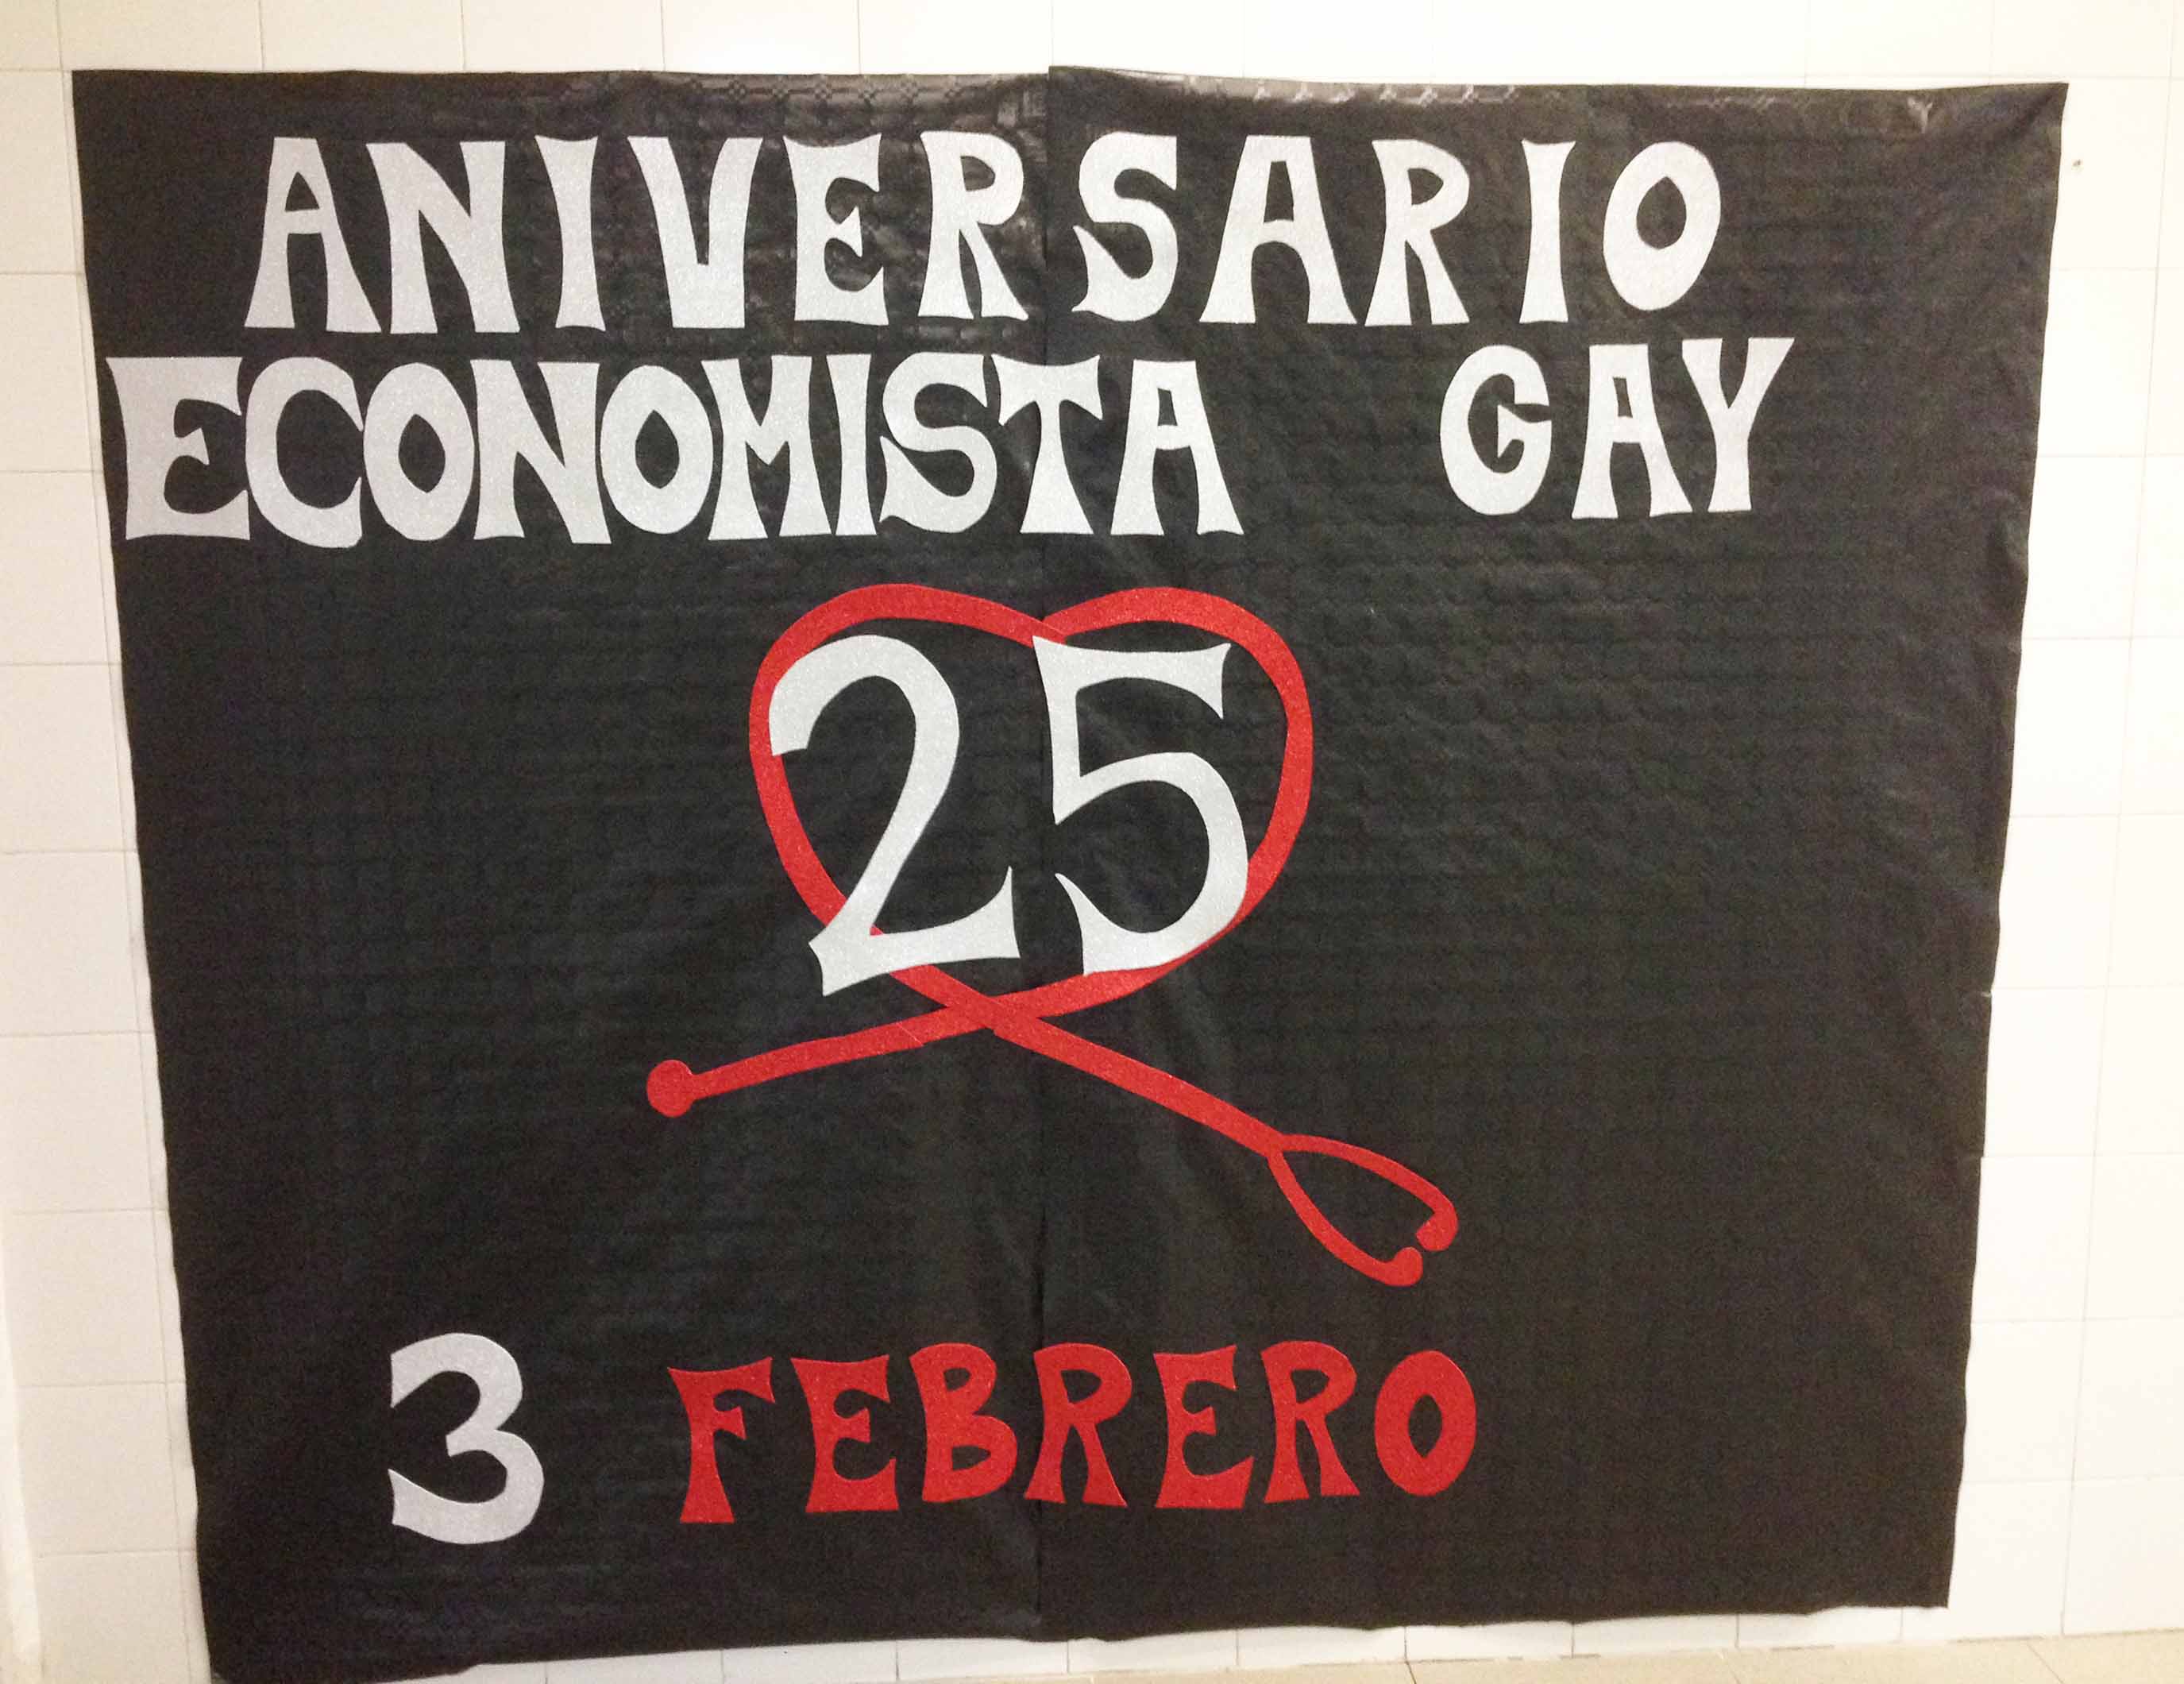 ANIVERSARIO
ECONOMISTA GAY
25
3 FEBRERO